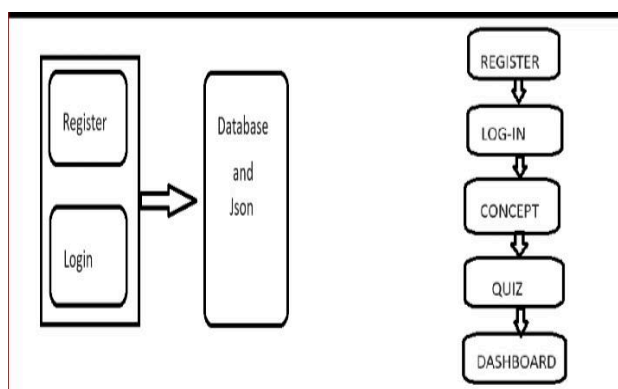 Register
Login
Database
and
Json
REGISTER
LOG-IN
CONCEPT
QUIZ
DASHBOARD